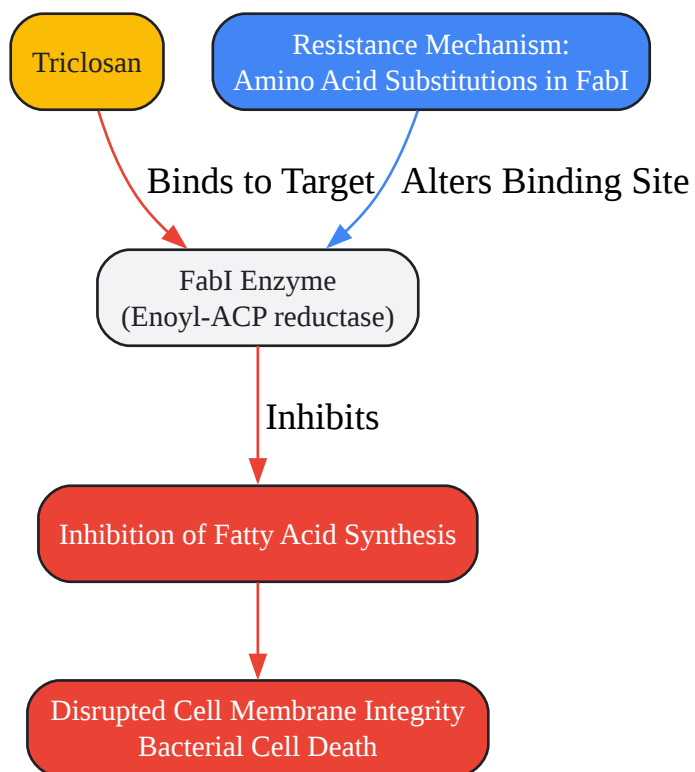 Triclosan
Resistance Mechanism:
Amino Acid Substitutions in FabI
Binds to Target
Alters Binding Site
FabI Enzyme
(Enoyl-ACP reductase)
Inhibits
Inhibition of Fatty Acid Synthesis
Disrupted Cell Membrane Integrity
Bacterial Cell Death